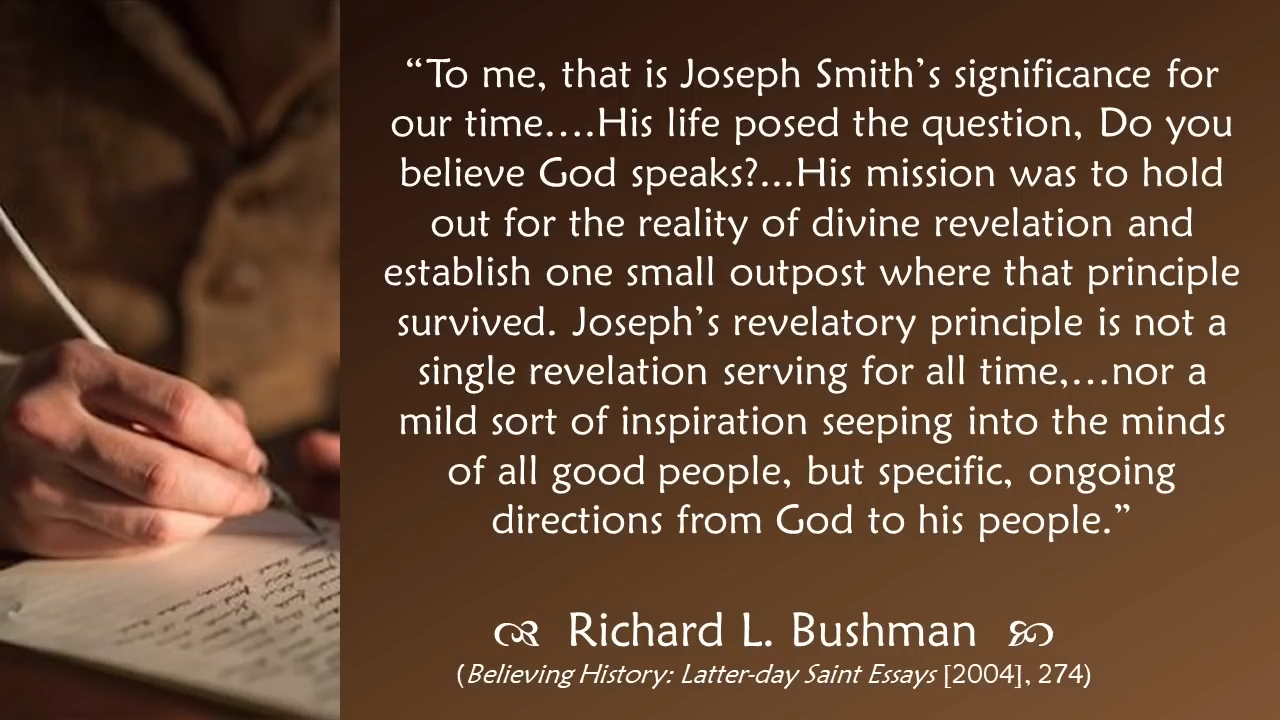 “To me, that is Joseph Smith’s significance for
our time....His life posed the question, Do you
believe God speaks?...His mission was to hold
out for the reality of divine revelation and
establish one small outpost where that principle
survived. Joseph’s revelatory principle is not a
single revelation serving for all time,...nor a
mild sort of inspiration seeping into the minds
of all good people, but specific, ongoing
directions from God to his people.”
Richard L. Bushman
(Believing History: Latter-day Saint Essays [2004], 274)